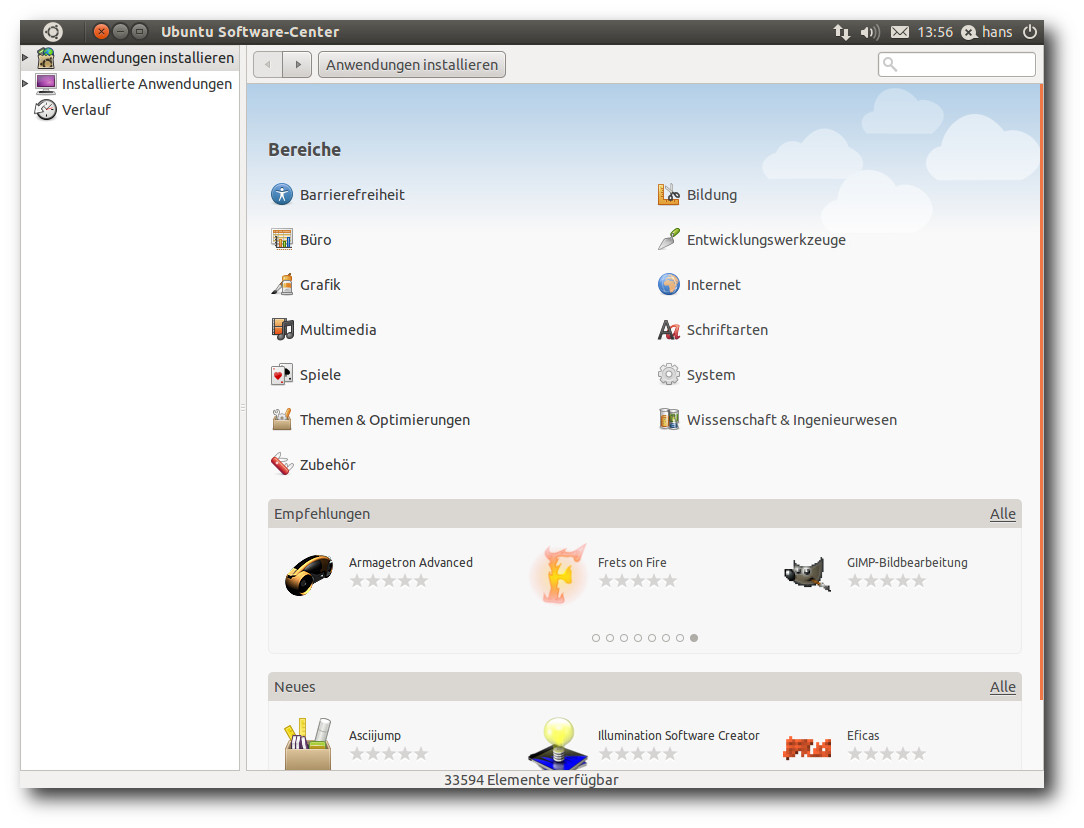 Ubuntu Software-Center
13:56 hans
Anwendungen installieren
Installierte Anwendungen
Verlauf
Anwendungen installieren
Bereiche
Barrierefreiheit
Bildung
Büro
Entwicklungswerkzeuge
Grafik
Internet
Multimedia
Schriftarten
Spiele
System
Themen & Optimierungen
Wissenschaft & Ingenieurwesen
Zubehör
Empfehlungen Alle
Armagetron Advanced
Frets on Fire
GIMP-Bildbearbeitung
Neues Alle
Asciijump
Illumination Software Creator
Eficas
33594 Elemente verfügbar